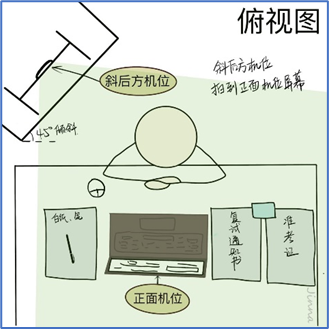 俯视图
斜后方机位
斜后方机位
拍到正面机位屏幕
45°倾斜
白纸、笔
复试通知书
准考证
正面机位
Jinna